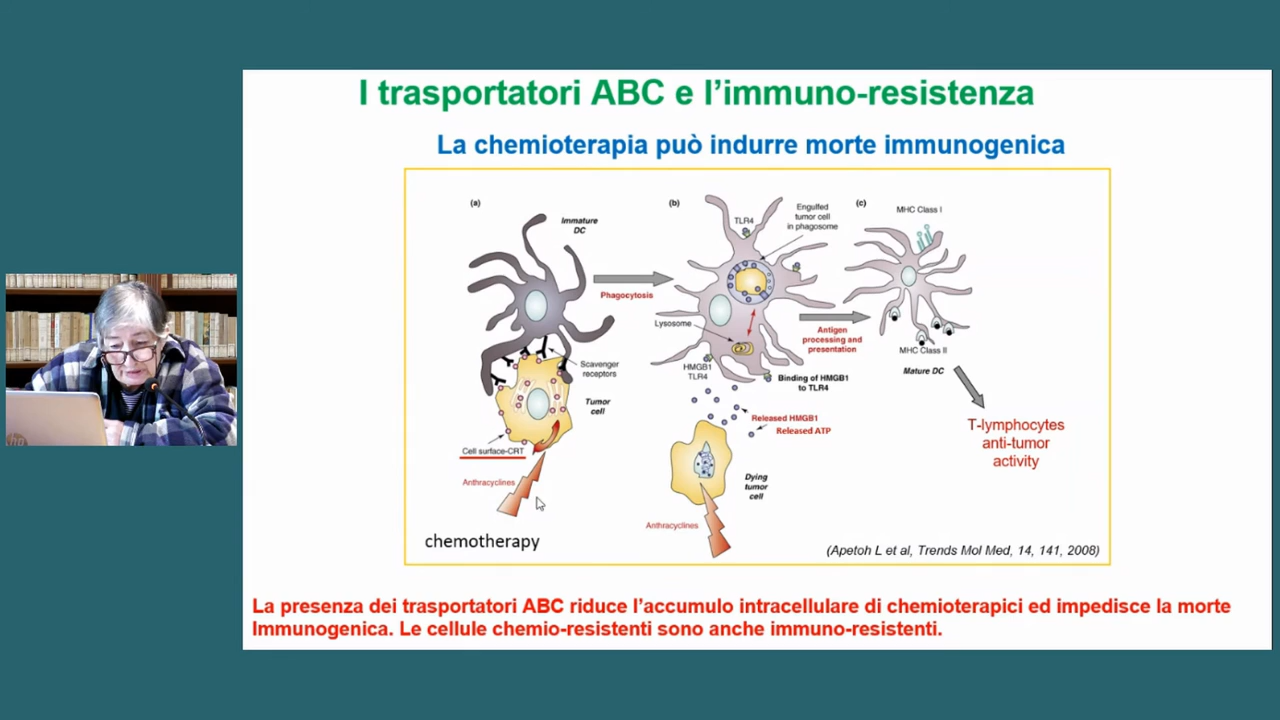 I trasportatori ABC e l’immuno-resistenza
La chemioterapia può indurre morte immunogenica
(a)
Immature
DC
Phagocytosis
Scavenger
receptors
Tumor
cell
Cell surface-CRT
Anthracyclines
chemotherapy
(b)
TLR4
Engulfed
tumor cell
in phagosome
Lysosome
HMGB1
TLR4
Binding of HMGB1
to TLR4
Released HMGB1
Released ATP
Dying
tumor
cell
Anthracyclines
Antigen
processing and
presentation
(c)
MHC Class I
MHC Class II
Mature DC
T-lymphocytes
anti-tumor
activity
(Apetoh L et al, Trends Mol Med, 14, 141, 2008)
La presenza dei trasportatori ABC riduce l’accumulo intracellulare di chemioterapici ed impedisce la morte
Immunogenica. Le cellule chemio-resistenti sono anche immuno-resistenti.
hp